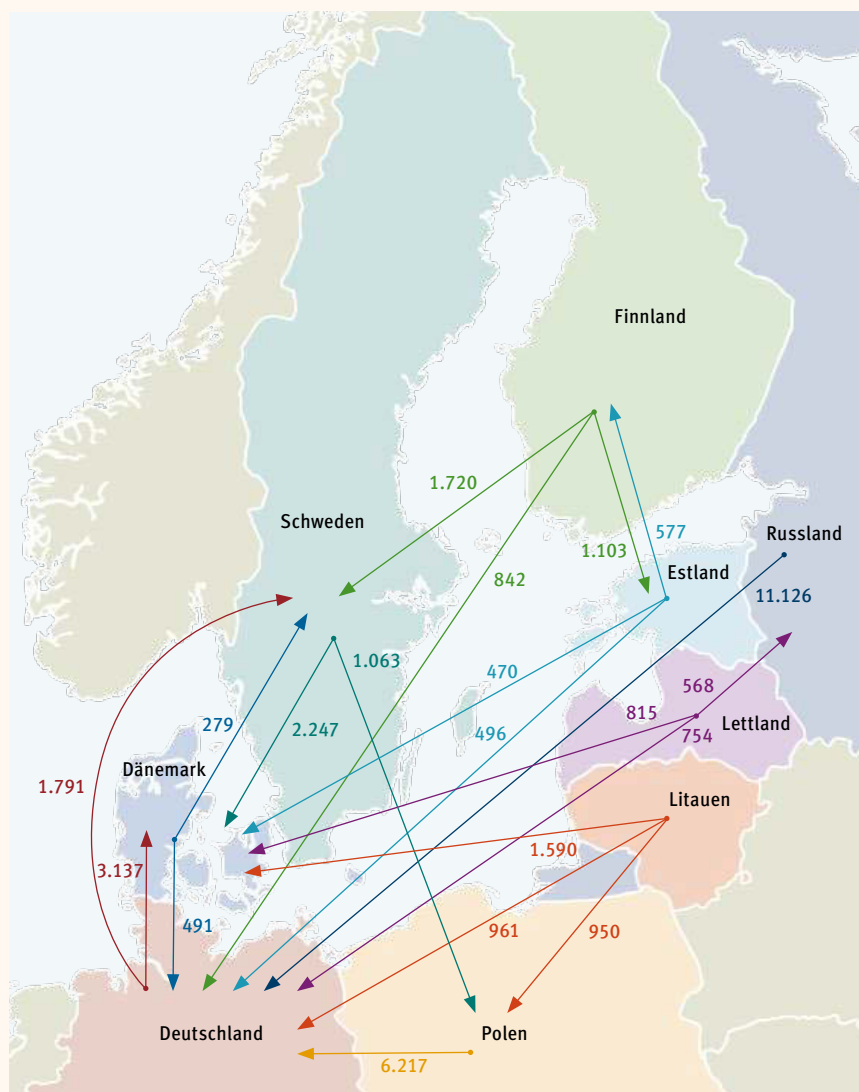 Finnland
1.720
Schweden
577
Russland
1.103
842
Estland
11.126
1.063
470
568
815
279
2.247
496
754
Lettland
Dänemark
1.791
Litauen
1.590
3.137
491
961
950
Deutschland
Polen
6.217